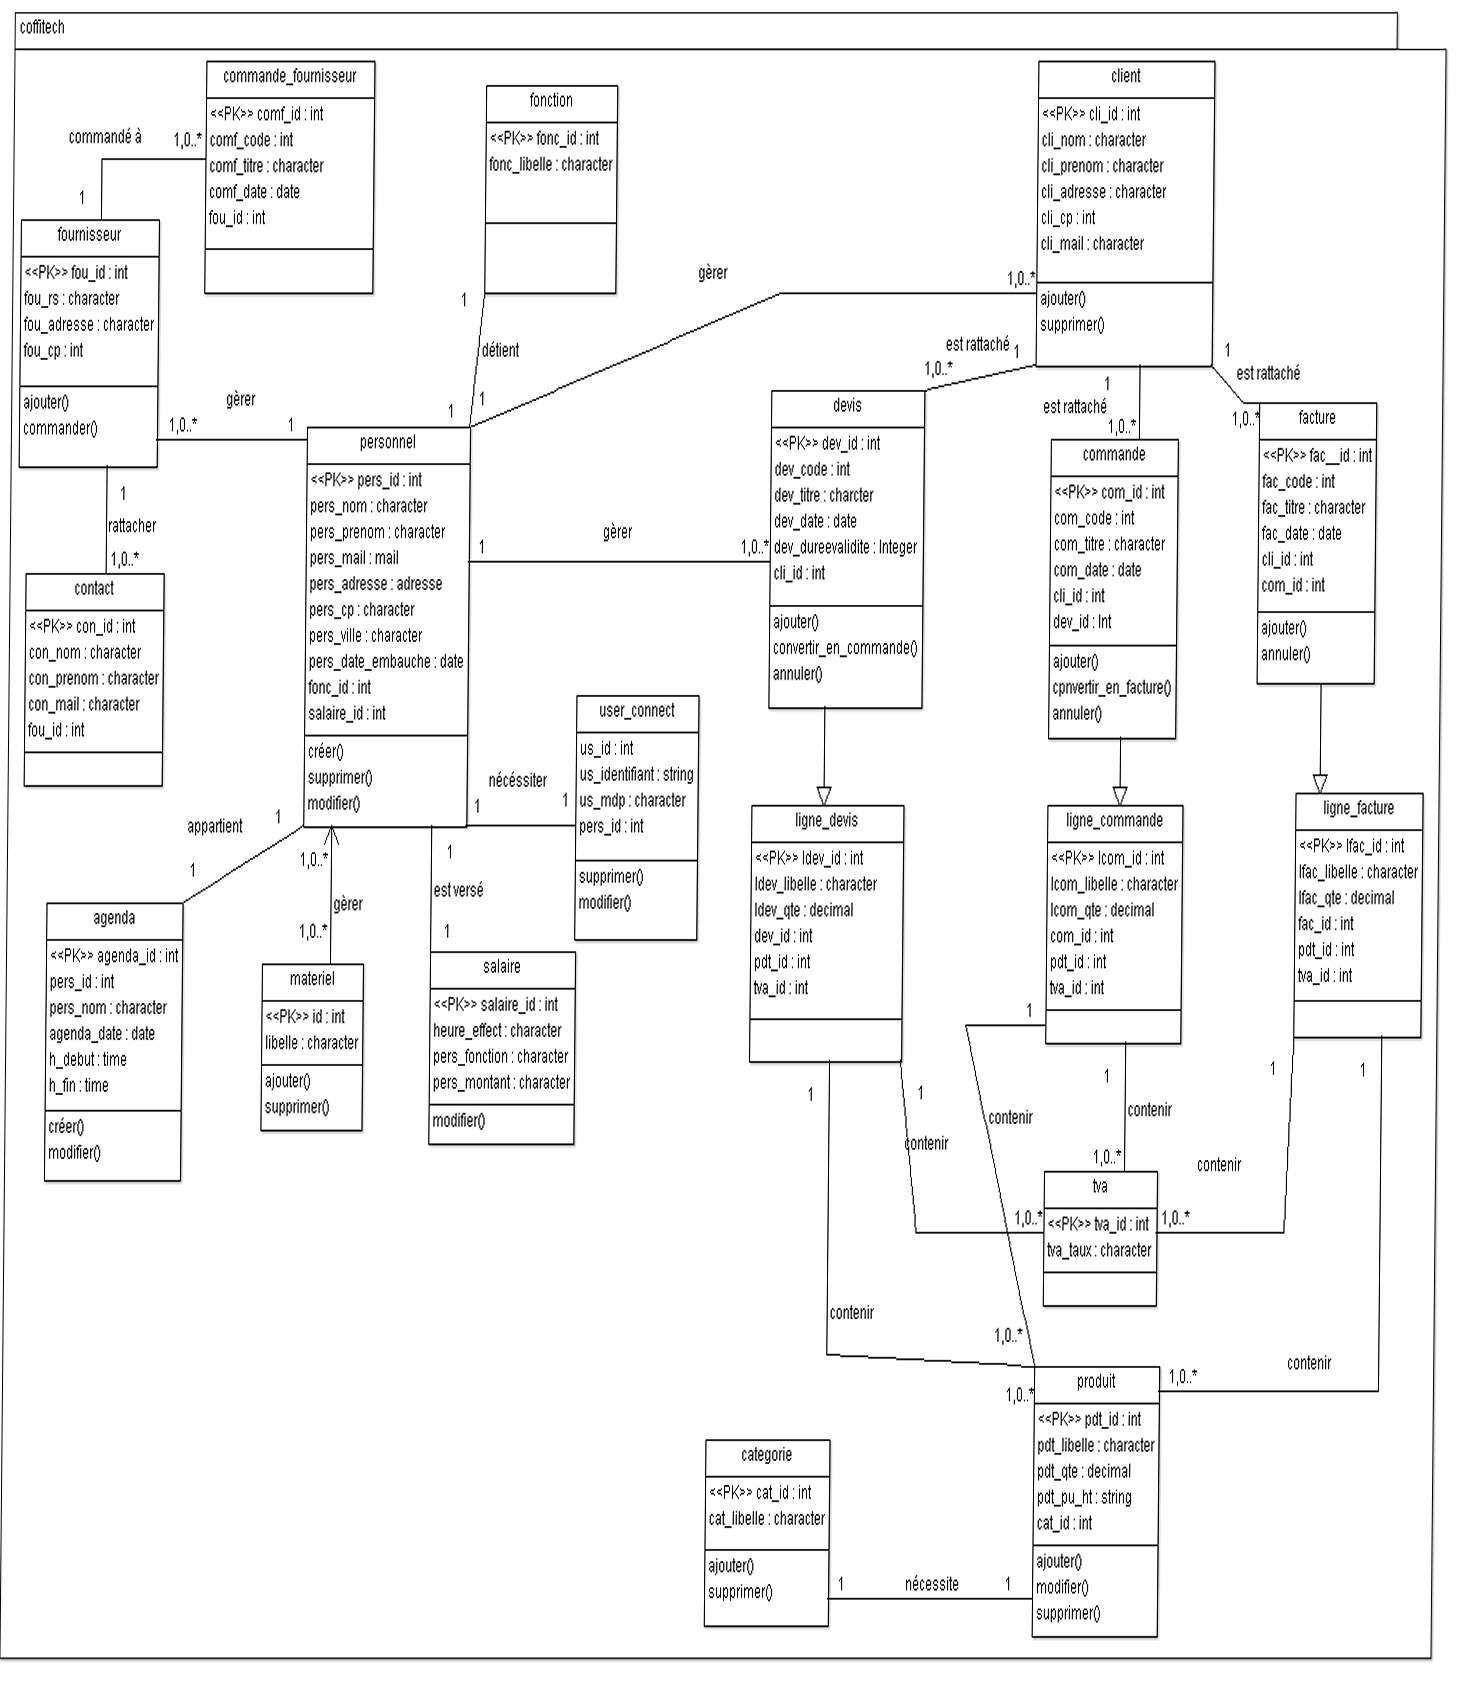 coffitech
commande_fournisseur
<<PK>> comf_id : int
comf_code : int
comf_titre : character
comf_date : date
fou_id : int
fonction
<<PK>> fonc_id : int
fonc_libelle : character
client
<<PK>> cli_id : int
cli_nom : character
cli_prenom : character
cli_adresse : character
cli_cp : int
cli_mail : character
ajouter()
supprimer()
commandé à
1,0..*
1
fournisseur
<<PK>> fou_id : int
fou_rs : character
fou_adresse : character
fou_cp : int
ajouter()
commander()
gèrer
1,0..*
1
1
détient
1
gèrer
1,0..*
1
est rattaché
1
1,0..*
1
est rattaché
1,0..*
1
est rattaché
1,0..*
1
rattacher
1,0..*
contact
<<PK>> con_id : int
con_nom : character
con_prenom : character
con_mail : character
fou_id : int
personnel
<<PK>> pers_id : int
pers_nom : character
pers_prenom : character
pers_mail : mail
pers_adresse : adresse
pers_cp : character
pers_ville : character
pers_date_embauche : date
fonc_id : int
salaire_id : int
créer()
supprimer()
modifier()
1
gèrer
1,0..*
devis
<<PK>> dev_id : int
dev_code : int
dev_titre : charcter
dev_date : date
dev_dureevalidite : Integer
cli_id : int
ajouter()
convertir_en_commande()
annuler()
commande
<<PK>> com_id : int
com_code : int
com_titre : character
com_date : date
cli_id : int
dev_id : Int
ajouter()
cpnvertir_en_facture()
annuler()
facture
<<PK>> fac__id : int
fac_code : int
fac_titre : character
fac_date : date
cli_id : int
com_id : int
ajouter()
annuler()
user_connect
us_id : int
us_identifiant : string
us_mdp : character
pers_id : int
supprimer()
modifier()
nécéssiter
1
1
appartient
1
1
1,0..*
gèrer
1,0..*
1
est versé
1
agenda
<<PK>> agenda_id : int
pers_id : int
pers_nom : character
agenda_date : date
h_debut : time
h_fin : time
créer()
modifier()
materiel
<<PK>> id : int
libelle : character
ajouter()
supprimer()
salaire
<<PK>> salaire_id : int
heure_effect : character
pers_fonction : character
pers_montant : character
modifier()
ligne_devis
<<PK>> ldev_id : int
ldev_libelle : character
ldev_qte : decimal
dev_id : int
pdt_id : int
tva_id : int
ligne_commande
<<PK>> lcom_id : int
lcom_libelle : character
lcom_qte : decimal
com_id : int
pdt_id : int
tva_id : int
ligne_facture
<<PK>> lfac_id : int
lfac_libelle : character
lfac_qte : decimal
fac_id : int
pdt_id : int
tva_id : int
1
1
contenir
1
contenir
1
contenir
1,0..*
1
contenir
1
1,0..*
1,0..*
tva
<<PK>> tva_id : int
tva_taux : character
contenir
1,0..*
1,0..*
1,0..*
contenir
produit
<<PK>> pdt_id : int
pdt_libelle : character
pdt_qte : decimal
pdt_pu_ht : string
cat_id : int
ajouter()
modifier()
supprimer()
categorie
<<PK>> cat_id : int
cat_libelle : character
ajouter()
supprimer()
1
nécessite
1